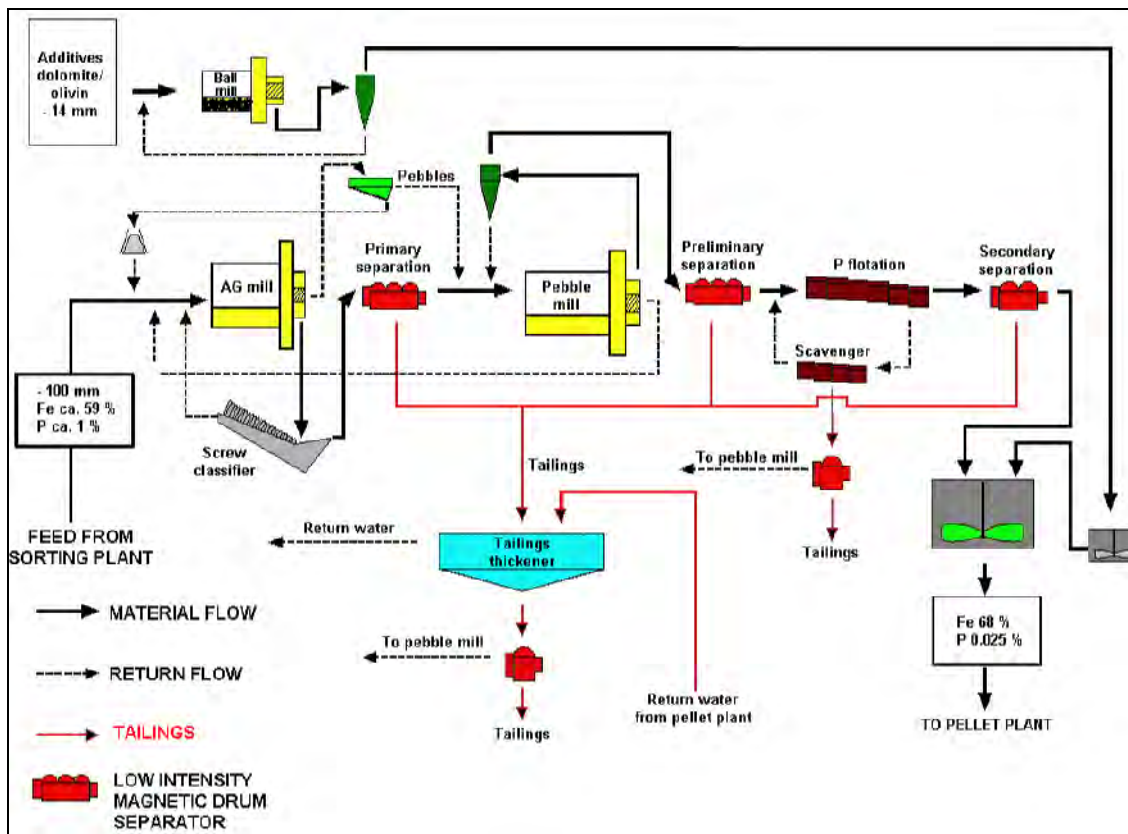 Additives
dolomite/
olivin
- 14 mm
Ball
mill
Pebbles
AG mill
Primary
separation
Pebble
mill
Preliminary
separation
P flotation
Secondary
separation
Scavenger
- 100 mm
Fe ca. 59 %
P ca. 1 %
Screw
classifier
Tailings
To pebble mill
Tailings
FEED FROM
SORTING PLANT
Return water
Tailings
thickener
Fe 68 %
P 0.025 %
MATERIAL FLOW
To pebble mill
RETURN FLOW
Return water
from pellet plant
TO PELLET PLANT
TAILINGS
Tailings
LOW INTENSITY
MAGNETIC DRUM
SEPARATOR